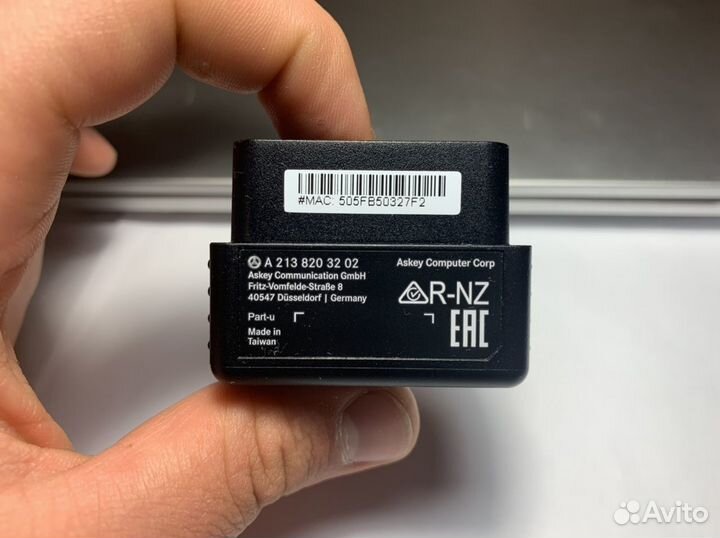 #MAC: 505FB50327F2
A 213 820 32 02
Askey Communication GmbH
Fritz-Vomfelde-Straße 8
40547 Düsseldorf | Germany
Part-u
Made in
Taiwan
Askey Computer Corp
R-NZ
EAC
Avito